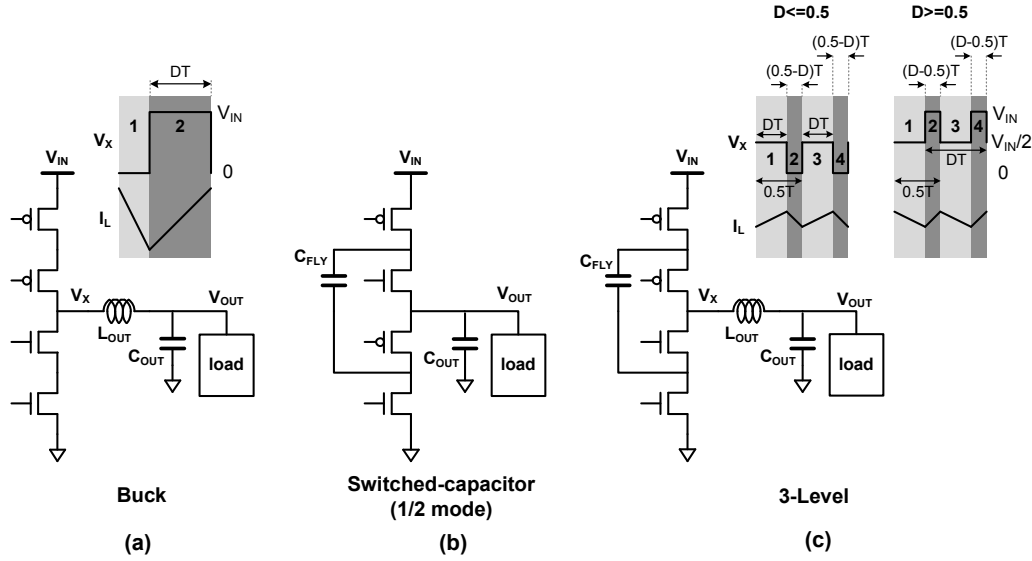 D<=0.5
D>=0.5
(0.5-D)T
(D-0.5)T
(0.5-D)T
(D-0.5)T
DT
V_IN
1
2
V_X
0
I_L
DT
DT
V_X
1
2
3
4
0.5T
I_L
1
2
3
4
V_IN
V_IN/2
DT
0
0.5T
V_IN
V_X
V_OUT
L_OUT
C_OUT
load
V_IN
C_FLY
V_OUT
C_OUT
load
V_IN
C_FLY
V_X
V_OUT
L_OUT
C_OUT
load
Buck
Switched-capacitor
(1/2 mode)
3-Level
(a)
(b)
(c)